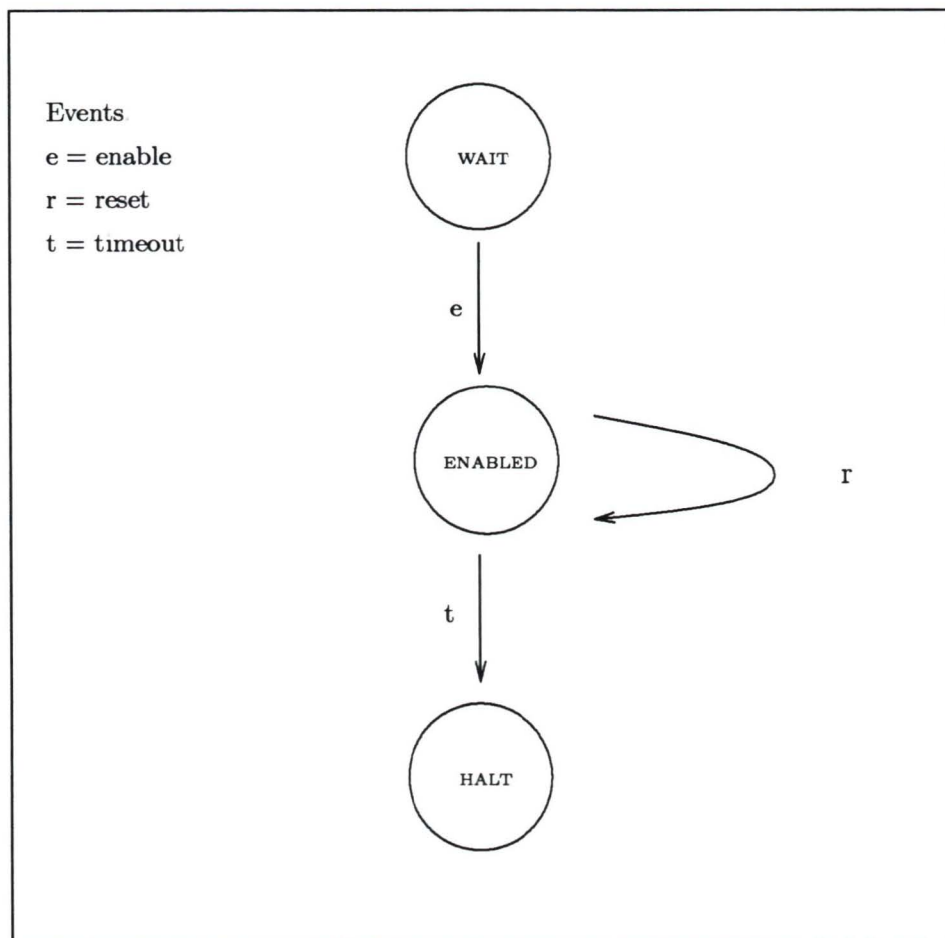 Events
e = enable
r = reset
t = timeout
WAIT
e
ENABLED
r
t
HALT